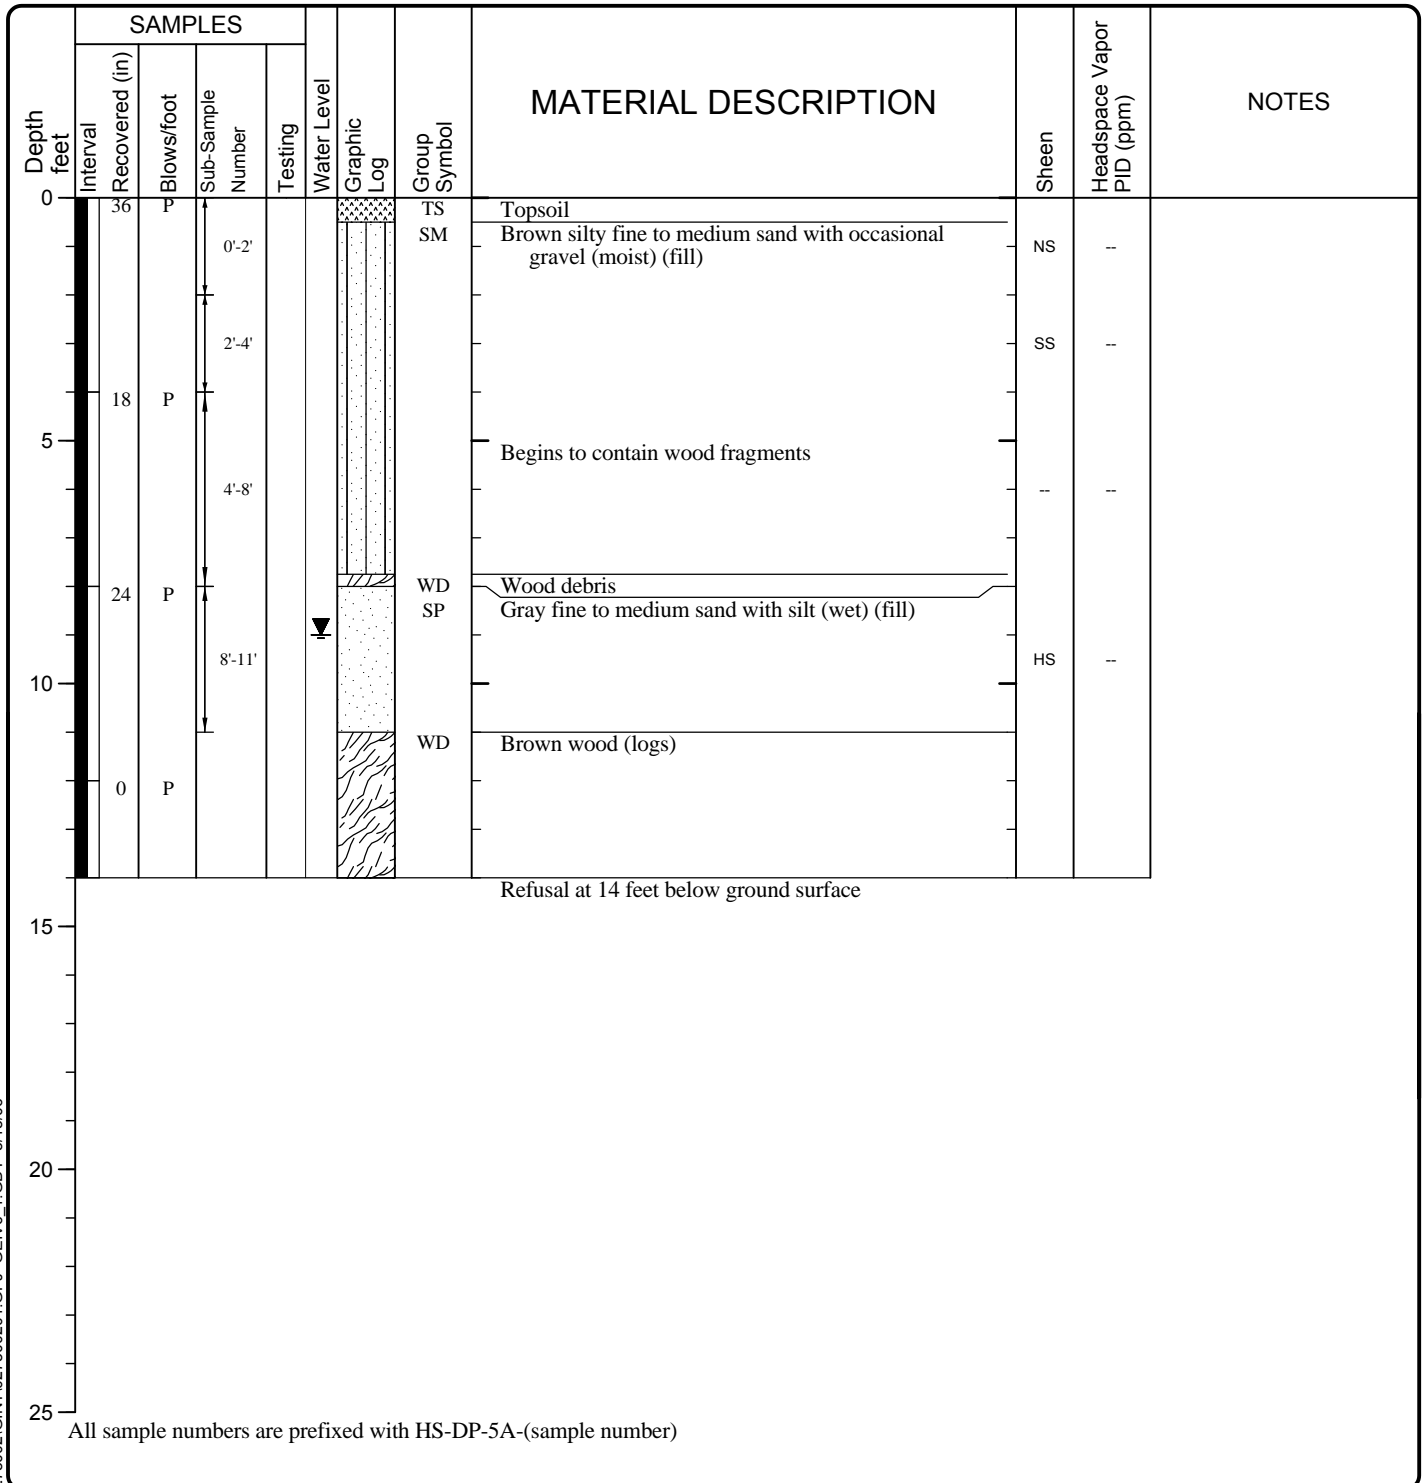 SAMPLES
Depth
feet
Interval
Recovered (in)
Blows/foot
Sub-Sample
Number
Testing
Water Level
Graphic
Log
Group
Symbol
MATERIAL DESCRIPTION
Sheen
Headspace Vapor
PID (ppm)
NOTES
0
36 P TS Topsoil
0'-2' SM Brown silty fine to medium sand with occasional
gravel (moist) (fill) NS --
2'-4' SS --
18 P
5
Begins to contain wood fragments
4'-8' -- --
24 P WD Wood debris
SP Gray fine to medium sand with silt (wet) (fill)
8'-11' HS --
10
WD Brown wood (logs)
0 P
Refusal at 14 feet below ground surface
15
20
25
All sample numbers are prefixed with HS-DP-5A-(sample number)